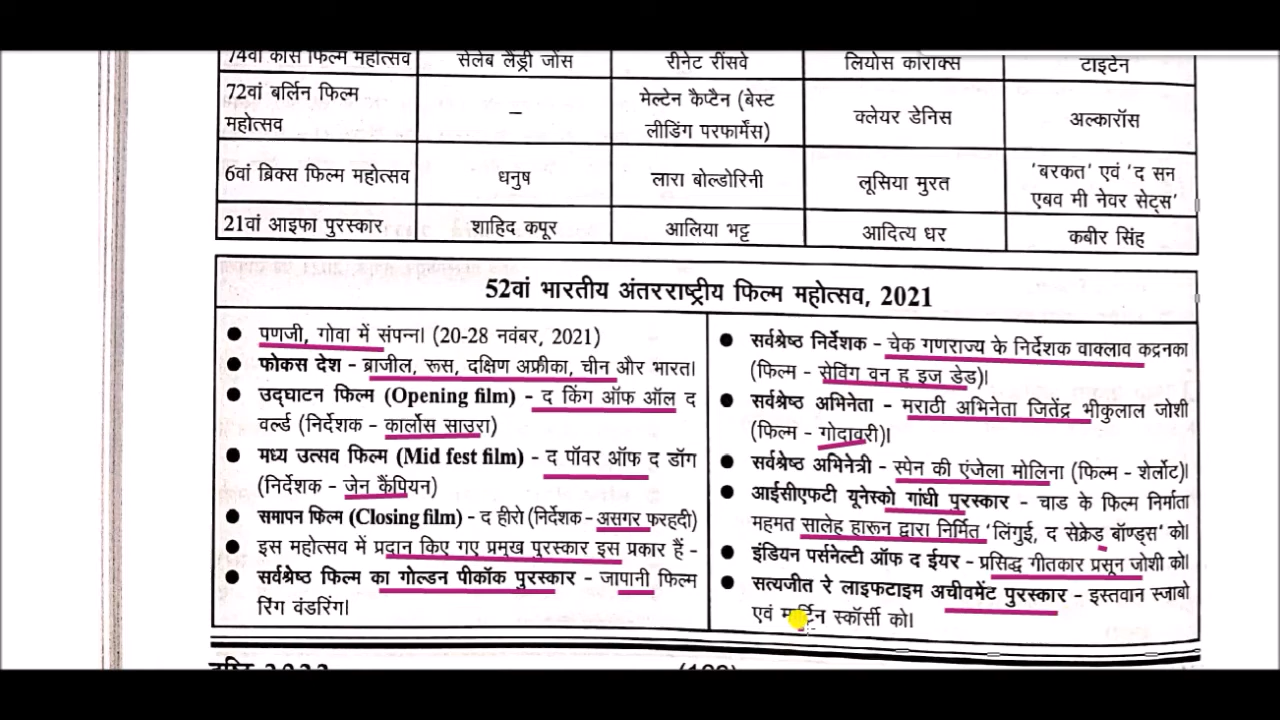 74वां कांस फिल्म महोत्सव सेलेब लैंड्री जोंस रीनेट रींसवे लियोस काराक्स टाइटेन
72वां बर्लिन फिल्म महोत्सव – मेल्टेन कैप्टैन (बेस्ट लीडिंग परफार्मेंस) क्लेयर डेनिस अल्कारॉस
6वां ब्रिक्स फिल्म महोत्सव धनुष लारा बोल्डोरिनी लूसिया मुरत 'बरकत' एवं 'द सन एबव मी नेवर सेट्स'
21वां आइफा पुरस्कार शाहिद कपूर आलिया भट्ट आदित्य धर कबीर सिंह
52वां भारतीय अंतरराष्ट्रीय फिल्म महोत्सव, 2021
● पणजी, गोवा में संपन्न। (20-28 नवंबर, 2021)
● फोकस देश - ब्राजील, रूस, दक्षिण अफ्रीका, चीन और भारत।
● उद्घाटन फिल्म (Opening film) - द किंग ऑफ ऑल द
वर्ल्ड (निर्देशक - कार्लोस साउरा)
● मध्य उत्सव फिल्म (Mid fest film) - द पॉवर ऑफ द डॉग
(निर्देशक - जेन कैंपियन)
● समापन फिल्म (Closing film) - द हीरो (निर्देशक - असगर फरहदी)
● इस महोत्सव में प्रदान किए गए प्रमुख पुरस्कार इस प्रकार हैं -
● सर्वश्रेष्ठ फिल्म का गोल्डन पीकॉक पुरस्कार - जापानी फिल्म
रिंग वंडरिंग।
● सर्वश्रेष्ठ निर्देशक - चेक गणराज्य के निर्देशक वाक्लाव कद्रनका
(फिल्म - सेविंग वन हू इज डेड)।
● सर्वश्रेष्ठ अभिनेता - मराठी अभिनेता जितेंद्र भीकुलाल जोशी
(फिल्म - गोदावरी)।
● सर्वश्रेष्ठ अभिनेत्री - स्पेन की एंजेला मोलिना (फिल्म - शेर्लोट)।
● आईसीएफटी यूनेस्को गांधी पुरस्कार - चाड के फिल्म निर्माता
महमत सालेह हारून द्वारा निर्मित 'लिंगुई, द सेक्रेड बॉण्ड्स' को।
● इंडियन पर्सनेल्टी ऑफ द ईयर - प्रसिद्ध गीतकार प्रसून जोशी को।
● सत्यजीत रे लाइफटाइम अचीवमेंट पुरस्कार - इस्तवान स्जाबो
एवं मार्टिन स्कॉर्सी को।